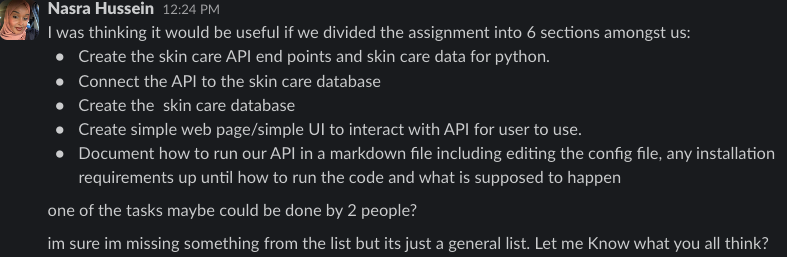 Nasra Hussein 12:24 PM
I was thinking it would be useful if we divided the assignment into 6 sections amongst us:
● Create the skin care API end points and skin care data for python.
● Connect the API to the skin care database
● Create the  skin care database
● Create simple web page/simple UI to interact with API for user to use.
● Document how to run our API in a markdown file including editing the config file, any installation
requirements up until how to run the code and what is supposed to happen
one of the tasks maybe could be done by 2 people?
im sure im missing something from the list but its just a general list. Let me Know what you all think?